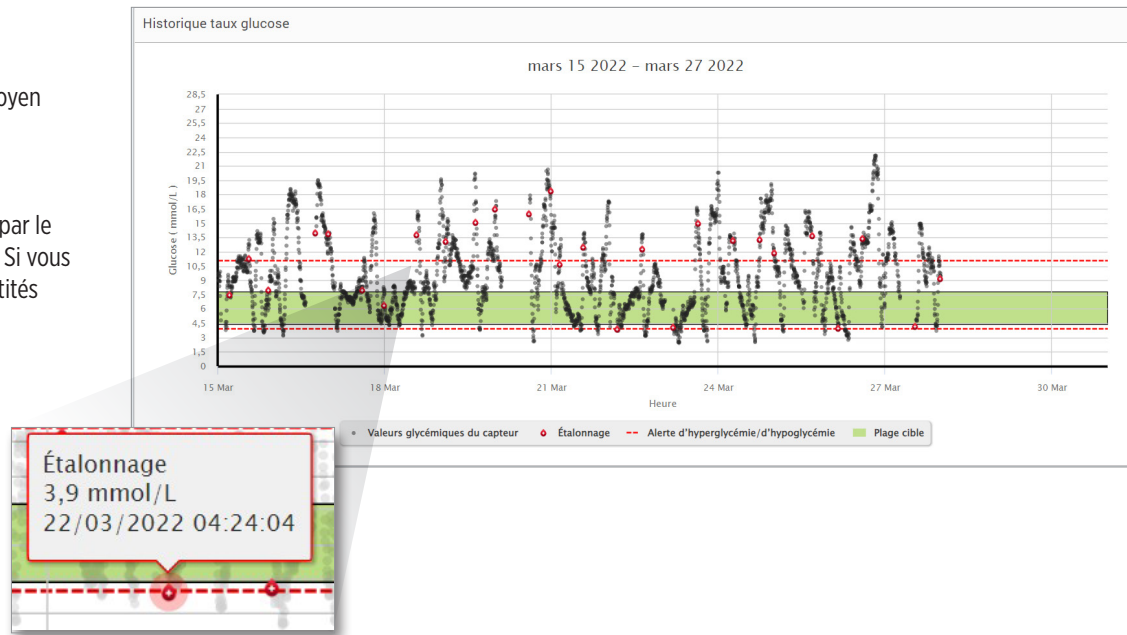 oyen
par le
Si vous
tités
Historique taux glucose
mars 15 2022 – mars 27 2022
Glucose ( mmol/L )
28,5
27
25,5
24
22,5
21
19,5
18
16,5
15
13,5
12
10,5
9
7,5
6
4,5
3
1,5
0
15 Mar 18 Mar 21 Mar 24 Mar 27 Mar 30 Mar
Heure
Valeurs glycémiques du capteur Étalonnage Alerte d'hyperglycémie/d'hypoglycémie Plage cible
Étalonnage
3,9 mmol/L
22/03/2022 04:24:04